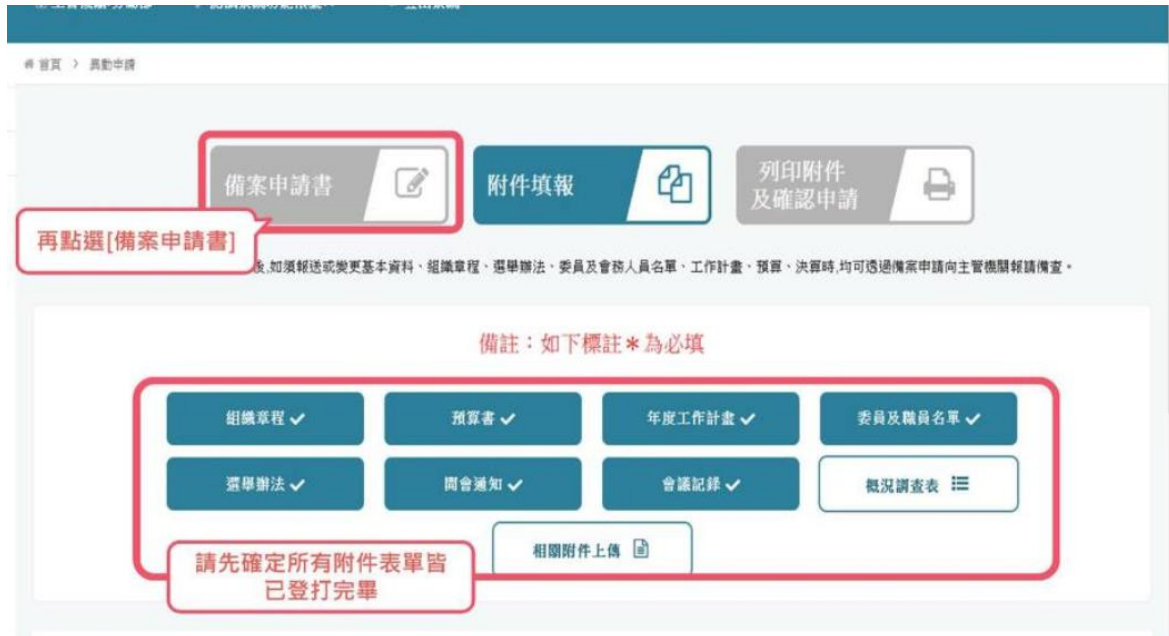 首頁 > 異動申請
備案申請書
附件填報
列印附件
及確認申請
再點選[備案申請書]
後,如須報送或變更基本資料、組織章程、選舉辦法、委員及會務人員名單、工作計畫、預算、決算時,均可透過備案申請向主管機關報請備查。
備註：如下標註＊為必填
組織章程 ✓
預算書 ✓
年度工作計畫 ✓
委員及職員名單 ✓
選舉辦法 ✓
開會通知 ✓
會議記錄 ✓
概況調查表
相關附件上傳
請先確定所有附件表單皆
已登打完畢